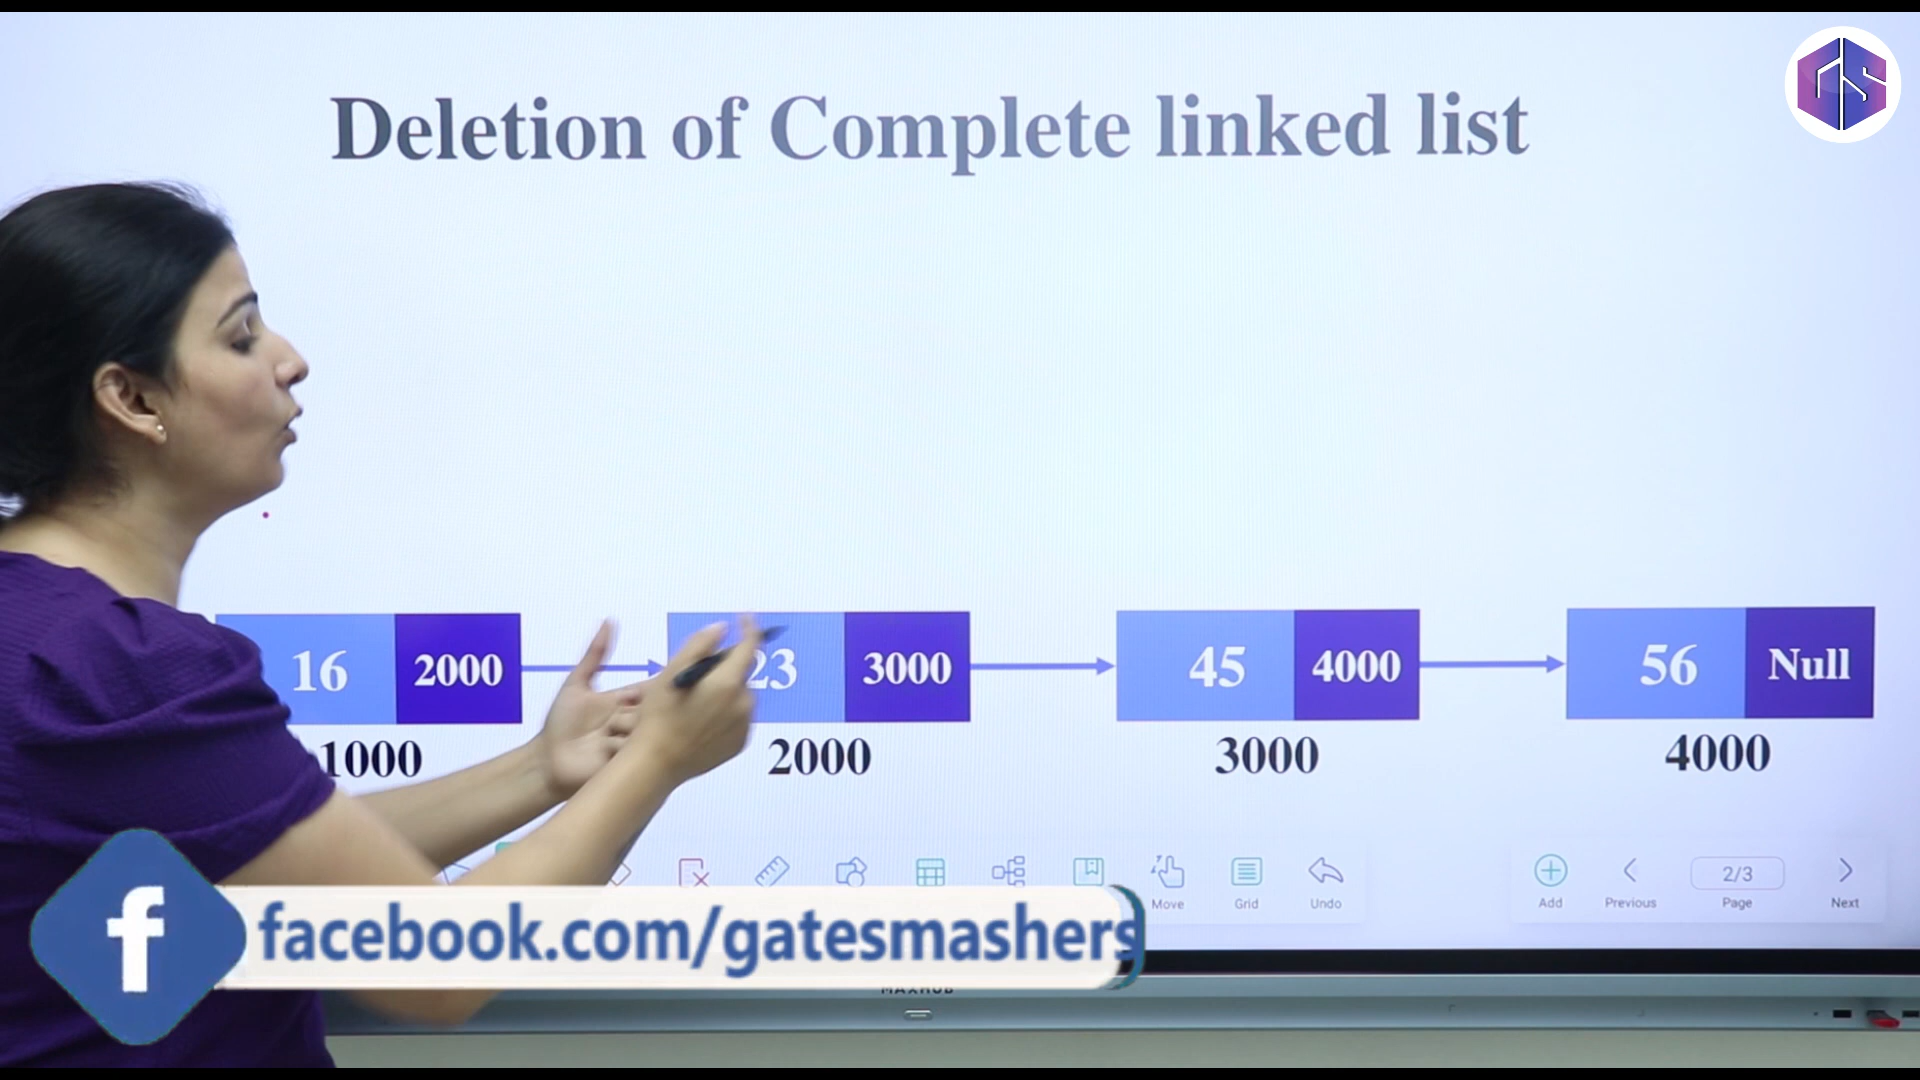 Deletion of Complete linked list
16 2000 23 3000 45 4000 56 Null
1000 2000 3000 4000
Move Grid Undo Add Previous 2/3 Page Next
facebook.com/gatesmashers
MAXHUB